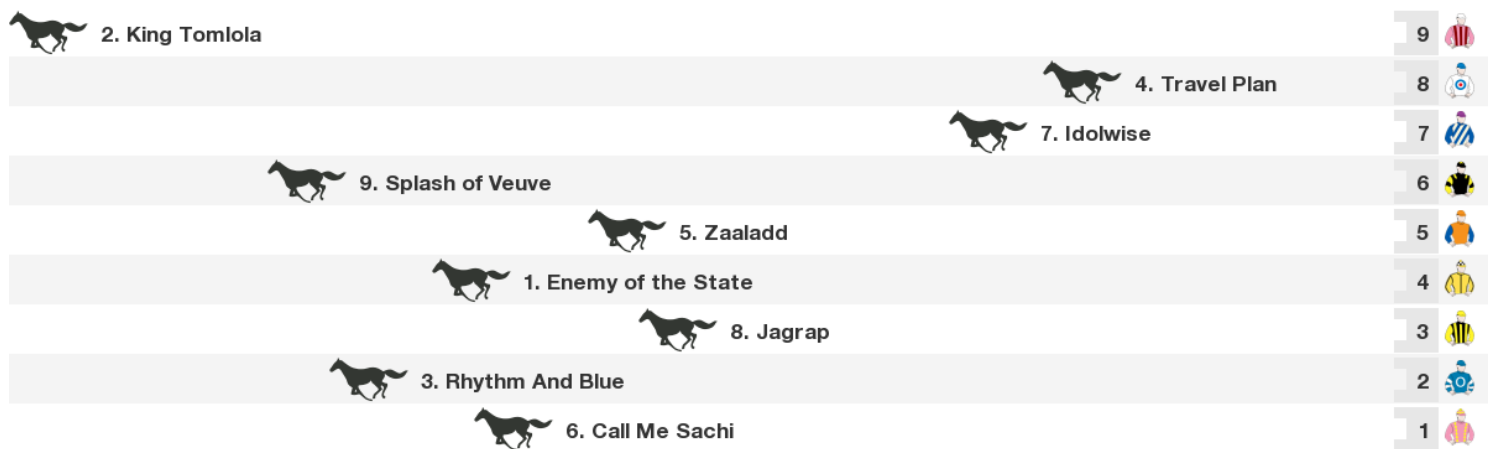 2. King Tomlola 9
4. Travel Plan 8
7. Idolwise 7
9. Splash of Veuve 6
5. Zaaladd 5
1. Enemy of the State 4
8. Jagrap 3
3. Rhythm And Blue 2
6. Call Me Sachi 1